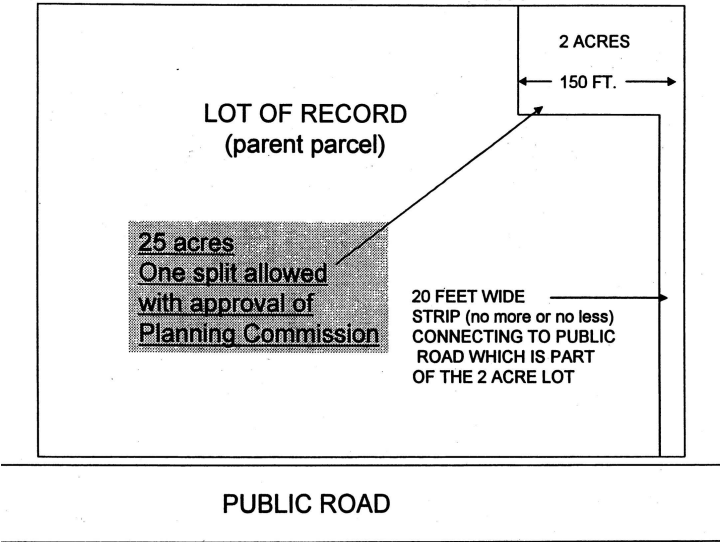 2 ACRES
150 FT.
LOT OF RECORD
(parent parcel)
25 acres
One split allowed
with approval of
Planning Commission
20 FEET WIDE
STRIP (no more or no less)
CONNECTING TO PUBLIC
ROAD WHICH IS PART
OF THE 2 ACRE LOT
PUBLIC ROAD